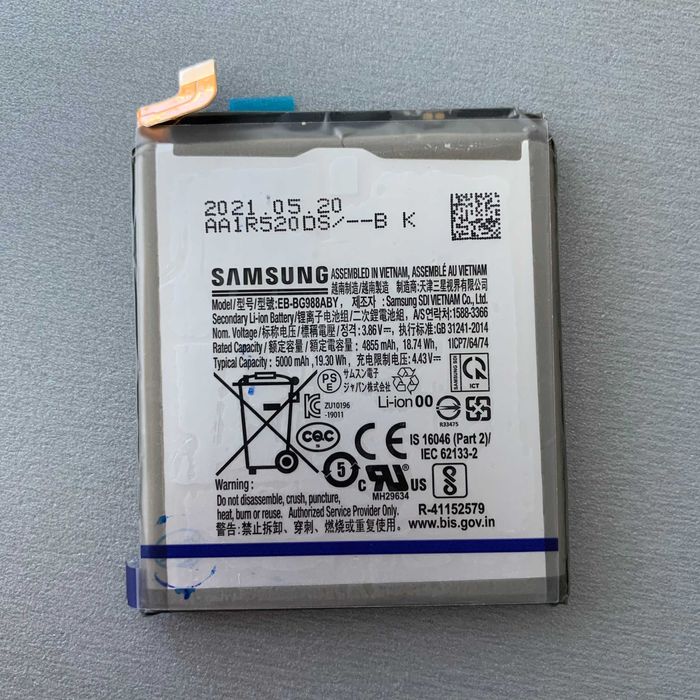 2021.05.20
AA1R520DS/--B K
SAMSUNG ASSEMBLED IN VIETNAM, ASSEMBLÉ AU VIETNAM
越南制造/越南製造 制造商:天津三星视界有限公司
Model/型号/型號:EB-BG988ABY, 제조자 : Samsung SDI VIETNAM Co., Ltd.
Secondary Li-ion Battery/锂离子电池组/二次鋰電池組, A/S연락처:1588-3366
Nom. Voltage/标称电压/標稱電壓/정격: 3.86V⎓, 执行标准:GB 31241-2014
Rated Capacity / 额定容量/ 額定容量 / 4855 mAh, 18.74 Wh 1ICP7/64/74
Typical Capacity: 5000 mAh, 19.30 Wh 充电限制电压 : 4.43V⎓
PS E
サムスン電子
ジャパン株式会社
Li-ion 00
SAMSUNG SDI
ICT
ZU10196
-19011
R33475
CQC
CE
IS 16046 (Part 2)/
IEC 62133-2
5
c RU US
MH29634
Warning :
Do not disassemble, crush, puncture,
heat, burn or reuse. Authorized Service Provider Only.
警告: 禁止拆卸、穿刺、燃烧或重复使用。
R-41152579
www.bis.gov.in